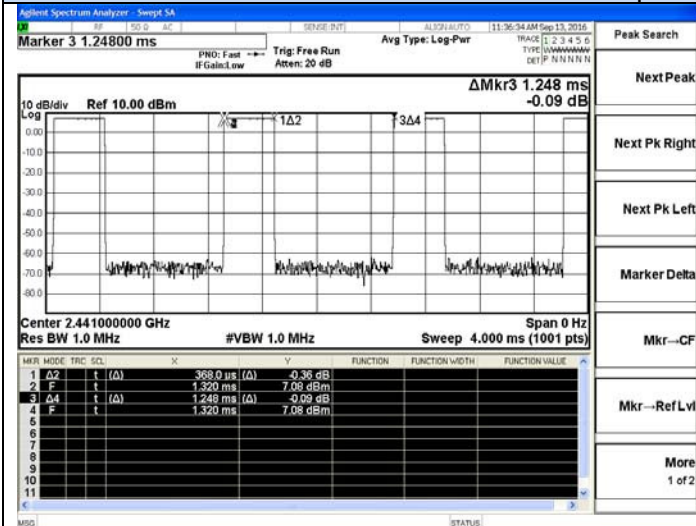 Agilent Spectrum Analyzer - Swept SA
RF 50 Ω AC SENSE:INT ALIGN AUTO 11:36:34 AM Sep 13, 2016
Marker 3 1.24800 ms
PNO: Fast
IFGain:Low
Trig: Free Run
Atten: 20 dB
Avg Type: Log-Pwr
TRACE 1 2 3 4 5 6
TYPE WWWWWW
DET P N N N N N
ΔMkr3 1.248 ms
-0.09 dB
10 dB/div Ref 10.00 dBm
Log
0.00
-10.0
-20.0
-30.0
-40.0
-50.0
-60.0
-70.0
-80.0
1Δ2
3Δ4
Center 2.441000000 GHz Span 0 Hz
Res BW 1.0 MHz #VBW 1.0 MHz Sweep 4.000 ms (1001 pts)
MKR MODE TRC SCL X Y FUNCTION FUNCTION WIDTH FUNCTION VALUE
1 Δ2 t (Δ) 368.0 µs (Δ) -0.36 dB
2 F t 1.320 ms 7.08 dBm
3 Δ4 t (Δ) 1.248 ms (Δ) -0.09 dB
4 F t 1.320 ms 7.08 dBm
5
6
7
8
9
10
11
MSG STATUS
Peak Search
Next Peak
Next Pk Right
Next Pk Left
Marker Delta
Mkr→CF
Mkr→Ref Lvl
More
1 of 2